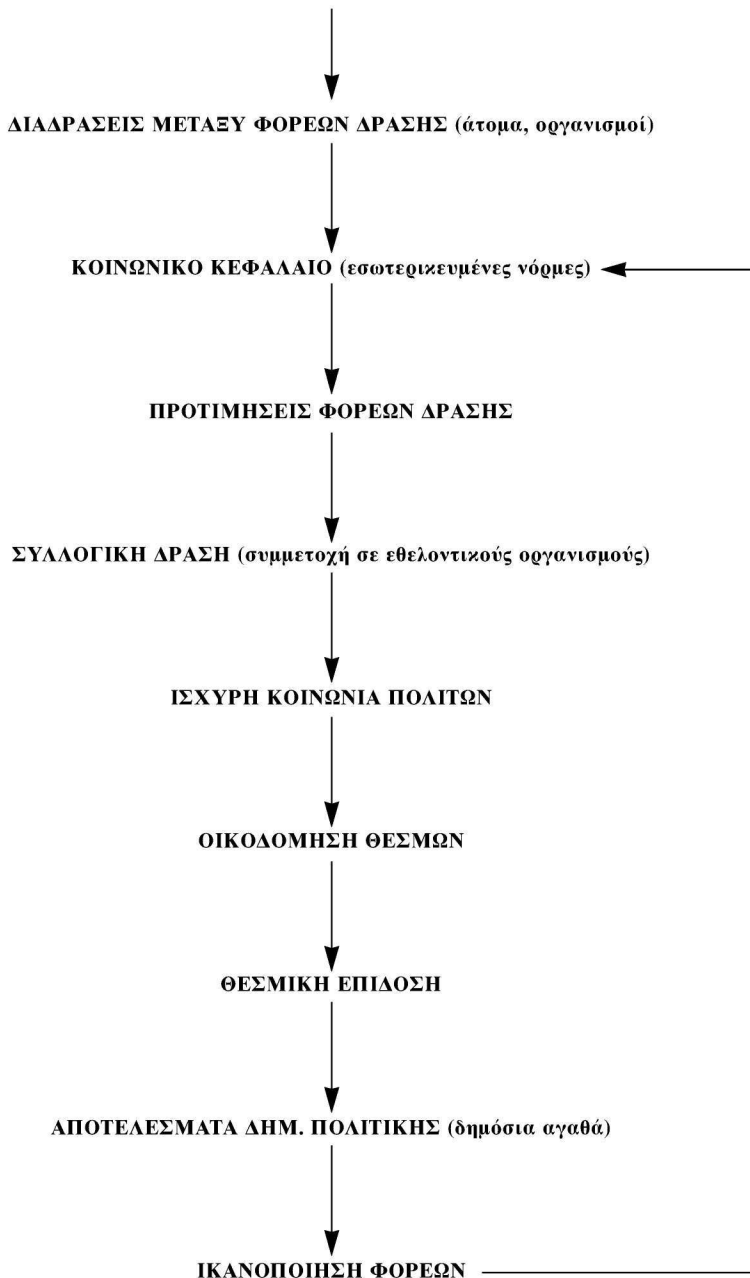 ΔΙΑΔΡΑΣΕΙΣ ΜΕΤΑΞΥ ΦΟΡΕΩΝ ΔΡΑΣΗΣ (άτομα, οργανισμοί)
ΚΟΙΝΩΝΙΚΟ ΚΕΦΑΛΑΙΟ (εσωτερικευμένες νόρμες)
ΠΡΟΤΙΜΗΣΕΙΣ ΦΟΡΕΩΝ ΔΡΑΣΗΣ
ΣΥΛΛΟΓΙΚΗ ΔΡΑΣΗ (συμμετοχή σε εθελοντικούς οργανισμούς)
ΙΣΧΥΡΗ ΚΟΙΝΩΝΙΑ ΠΟΛΙΤΩΝ
ΟΙΚΟΔΟΜΗΣΗ ΘΕΣΜΩΝ
ΘΕΣΜΙΚΗ ΕΠΙΔΟΣΗ
ΑΠΟΤΕΛΕΣΜΑΤΑ ΔΗΜ. ΠΟΛΙΤΙΚΗΣ (δημόσια αγαθά)
ΙΚΑΝΟΠΟΙΗΣΗ ΦΟΡΕΩΝ